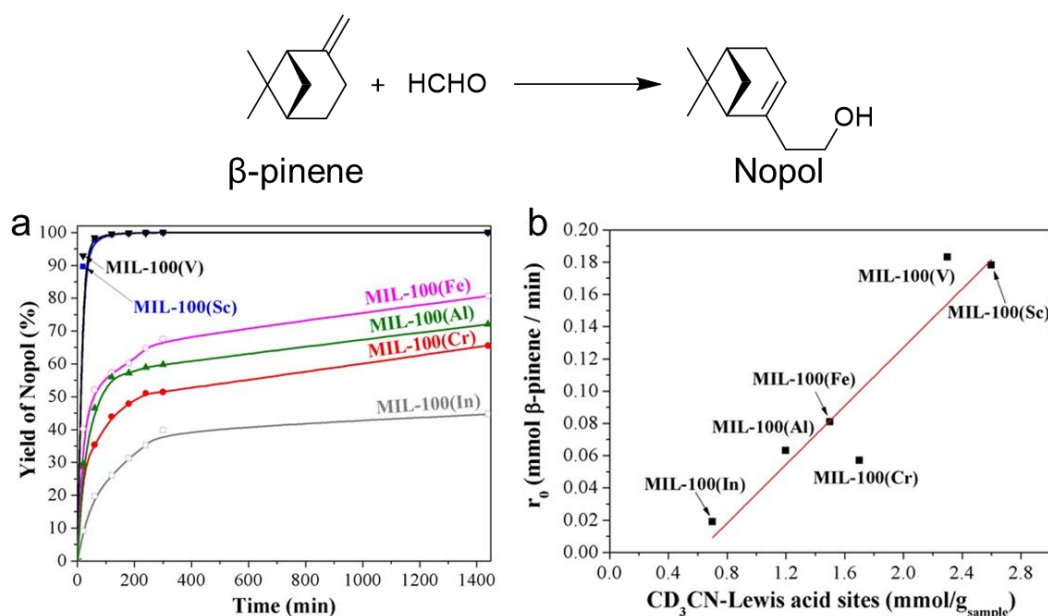 + HCHO
OH
β-pinene
Nopol
a
Yield of Nopol (%)
100
90
80
70
60
50
40
30
20
10
0
MIL-100(V)
MIL-100(Sc)
MIL-100(Fe)
MIL-100(Al)
MIL-100(Cr)
MIL-100(In)
0 200 400 600 800 1000 1200 1400
Time (min)
b
r0 (mmol β-pinene / min)
0.20
0.18
0.16
0.14
0.12
0.10
0.08
0.06
0.04
0.02
0.00
MIL-100(V)
MIL-100(Sc)
MIL-100(Fe)
MIL-100(Al)
MIL-100(Cr)
MIL-100(In)
0.0 0.4 0.8 1.2 1.6 2.0 2.4 2.8
CD3CN-Lewis acid sites (mmol/gsample)